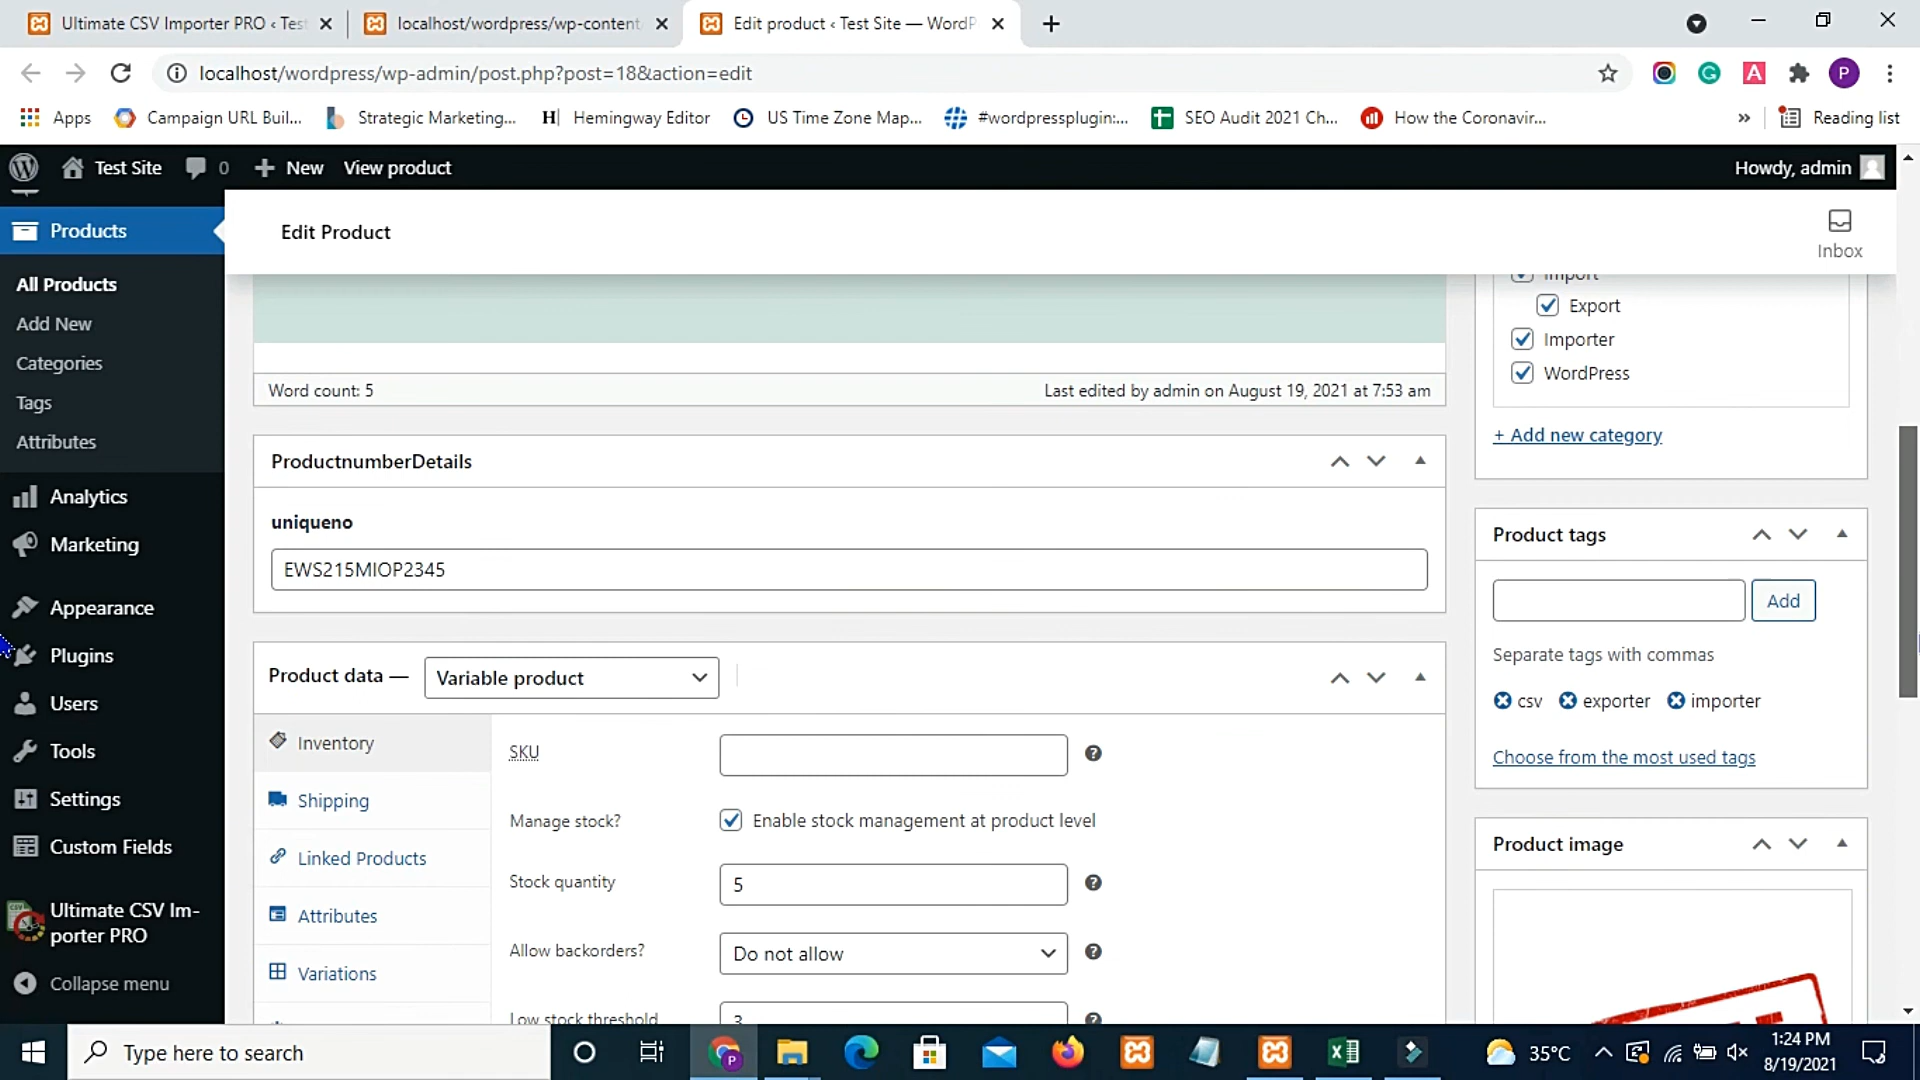 Ultimate CSV Importer PRO ‹ Tes
localhost/wordpress/wp-content
Edit product ‹ Test Site — WordP
localhost/wordpress/wp-admin/post.php?post=18&action=edit
P
Apps
Campaign URL Buil...
Strategic Marketing...
Hemingway Editor
US Time Zone Map...
#wordpressplugin:...
SEO Audit 2021 Ch...
How the Coronavir...
»
Reading list
Test Site
0
New
View product
Howdy, admin
Products
All Products
Add New
Categories
Tags
Attributes
Analytics
Marketing
Appearance
Plugins
Users
Tools
Settings
Custom Fields
Ultimate CSV Im-
porter PRO
Collapse menu
Edit Product
Inbox
Word count: 5
Last edited by admin on August 19, 2021 at 7:53 am
ProductnumberDetails
uniqueno
EWS215MIOP2345
Product data —
Variable product
Inventory
Shipping
Linked Products
Attributes
Variations
SKU
Manage stock?
Enable stock management at product level
Stock quantity
5
Allow backorders?
Do not allow
Low stock threshold
3
Import
Export
Importer
WordPress
+ Add new category
Product tags
Add
Separate tags with commas
csv
exporter
importer
Choose from the most used tags
Product image
Type here to search
35°C
1:24 PM
8/19/2021